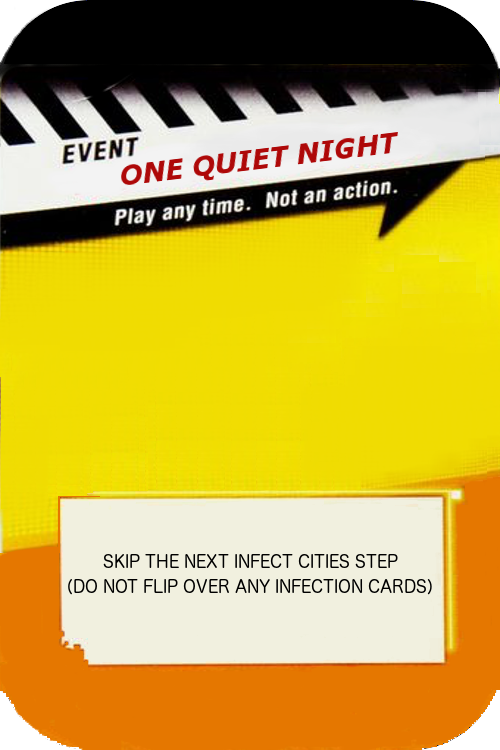 EVENT
ONE QUIET NIGHT
Play any time. Not an action.
SKIP THE NEXT INFECT CITIES STEP
(DO NOT FLIP OVER ANY INFECTION CARDS)